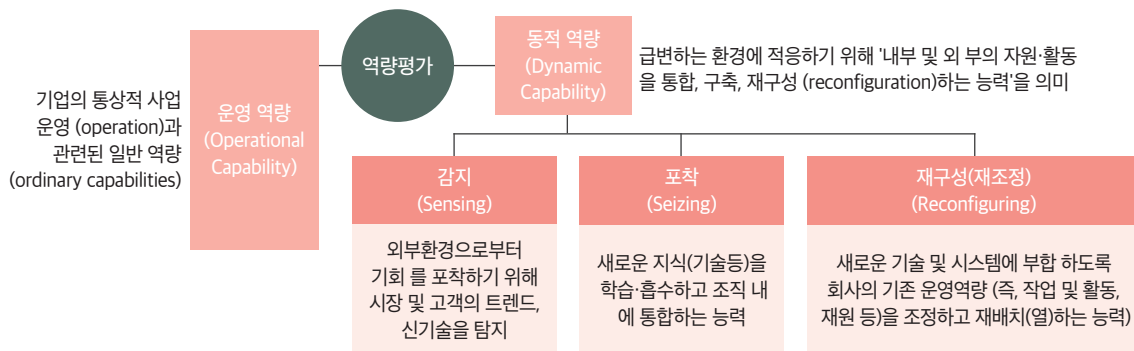 기업의 통상적 사업
운영 (operation)과
관련된 일반 역량
(ordinary capabilities)
운영 역량
(Operational
Capability)
역량평가
동적 역량
(Dynamic
Capability)
급변하는 환경에 적응하기 위해 '내부 및 외 부의 자원·활동
을 통합, 구축, 재구성 (reconfiguration)하는 능력'을 의미
감지
(Sensing)
외부환경으로부터
기회 를 포착하기 위해
시장 및 고객의 트렌드,
신기술을 탐지
포착
(Seizing)
새로운 지식(기술등)을
학습·흡수하고 조직 내
에 통합하는 능력
재구성(재조정)
(Reconfiguring)
새로운 기술 및 시스템에 부합 하도록
회사의 기존 운영역량 (즉, 작업 및 활동,
자원 등)을 조정하고 재배치(열)하는 능력)